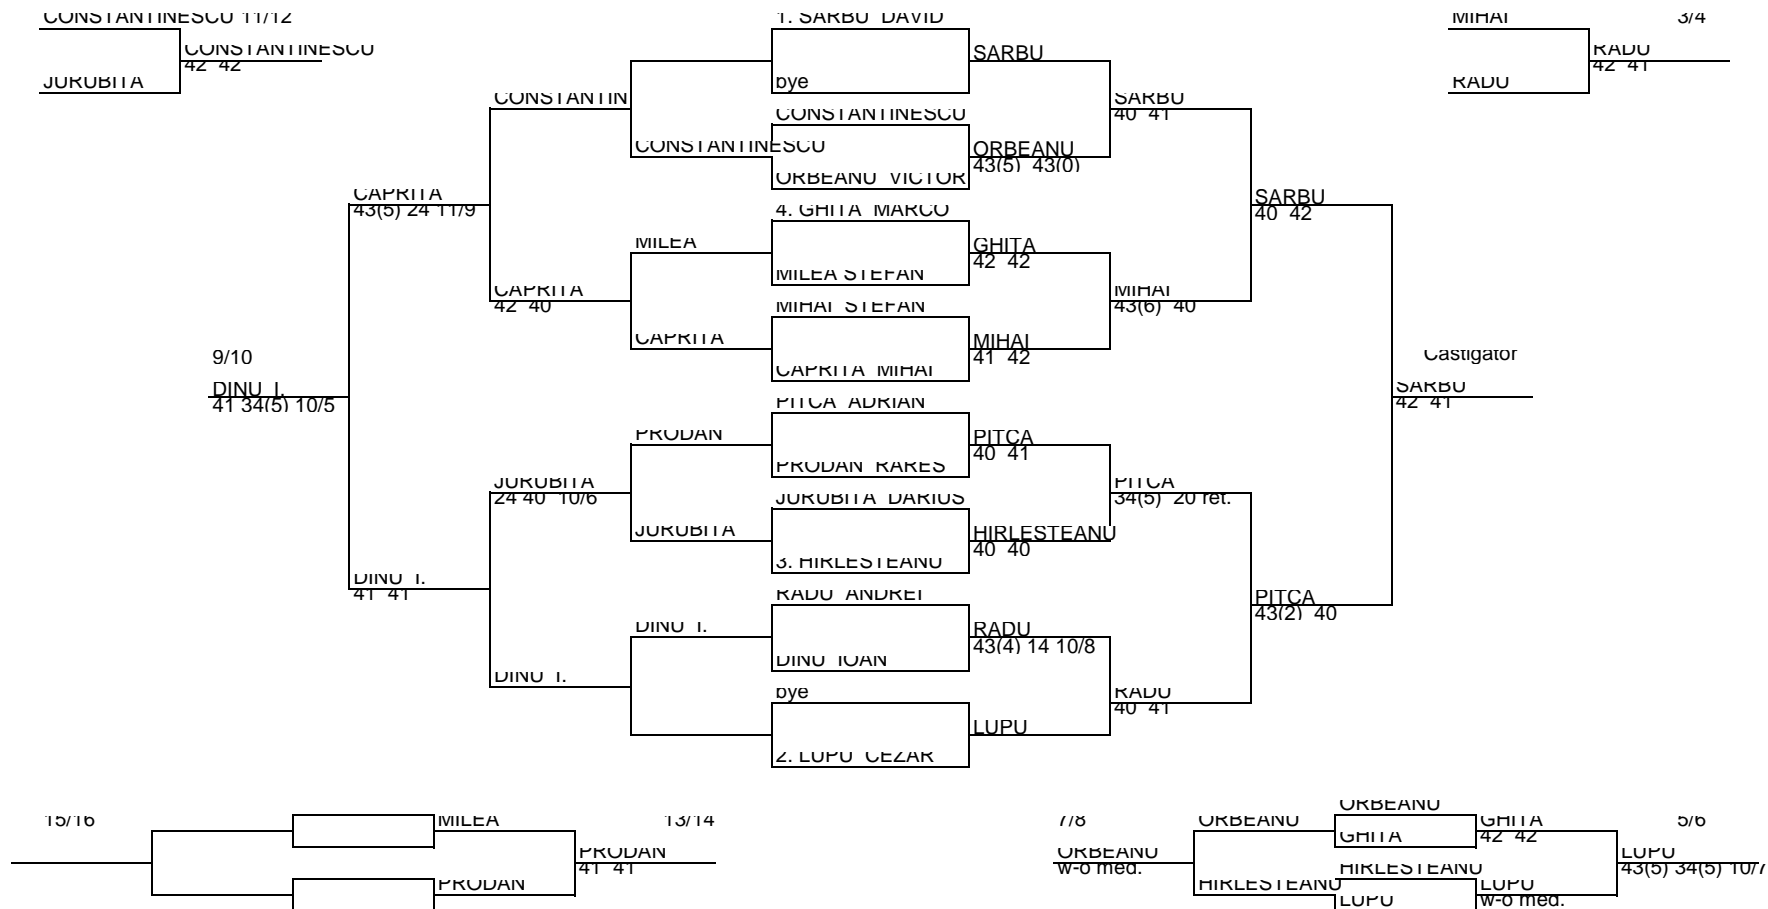 CONSTANTINESCU 11/12
1. SARBU DAVID
MIHAI 3/4
CONSTANTINESCU
42 42
SARBU
RADU
42 41
JURUBITA
bye
RADU
CONSTANTIN
SARBU
40 41
CONSTANTINESCU
CONSTANTINESCU
ORBEANU
43(5) 43(0)
ORBEANU VICTOR
CAPRITA
43(5) 24 11/9
4. GHITA MARCO
SARBU
40 42
MILEA
GHITA
42 42
MILEA STEFAN
CAPRITA
42 40
MIHAI STEFAN
MIHAI
43(6) 40
CAPRITA
MIHAI
41 42
9/10
CAPRITA MIHAI
Castigator
DINU I.
41 34(5) 10/5
SARBU
42 41
PITCA ADRIAN
PRODAN
PITCA
40 41
PRODAN RARES
JURUBITA
24 40 10/6
JURUBITA DARIUS
PITCA
34(5) 20 ret.
JURUBITA
HIRLESTEANU
40 40
3. HIRLESTEANU
DINU I.
41 41
RADU ANDREI
PITCA
43(2) 40
DINU I.
RADU
43(4) 14 10/8
DINU IOAN
DINU I.
bye
RADU
40 41
LUPU
2. LUPU CEZAR
15/16
MILEA
13/14
PRODAN
41 41
PRODAN
7/8
ORBEANU
ORBEANU
GHITA
GHITA
42 42
5/6
ORBEANU
w-o med.
HIRLESTEANU
HIRLESTEANU
LUPU
LUPU
w-o med.
LUPU
43(5) 34(5) 10/7